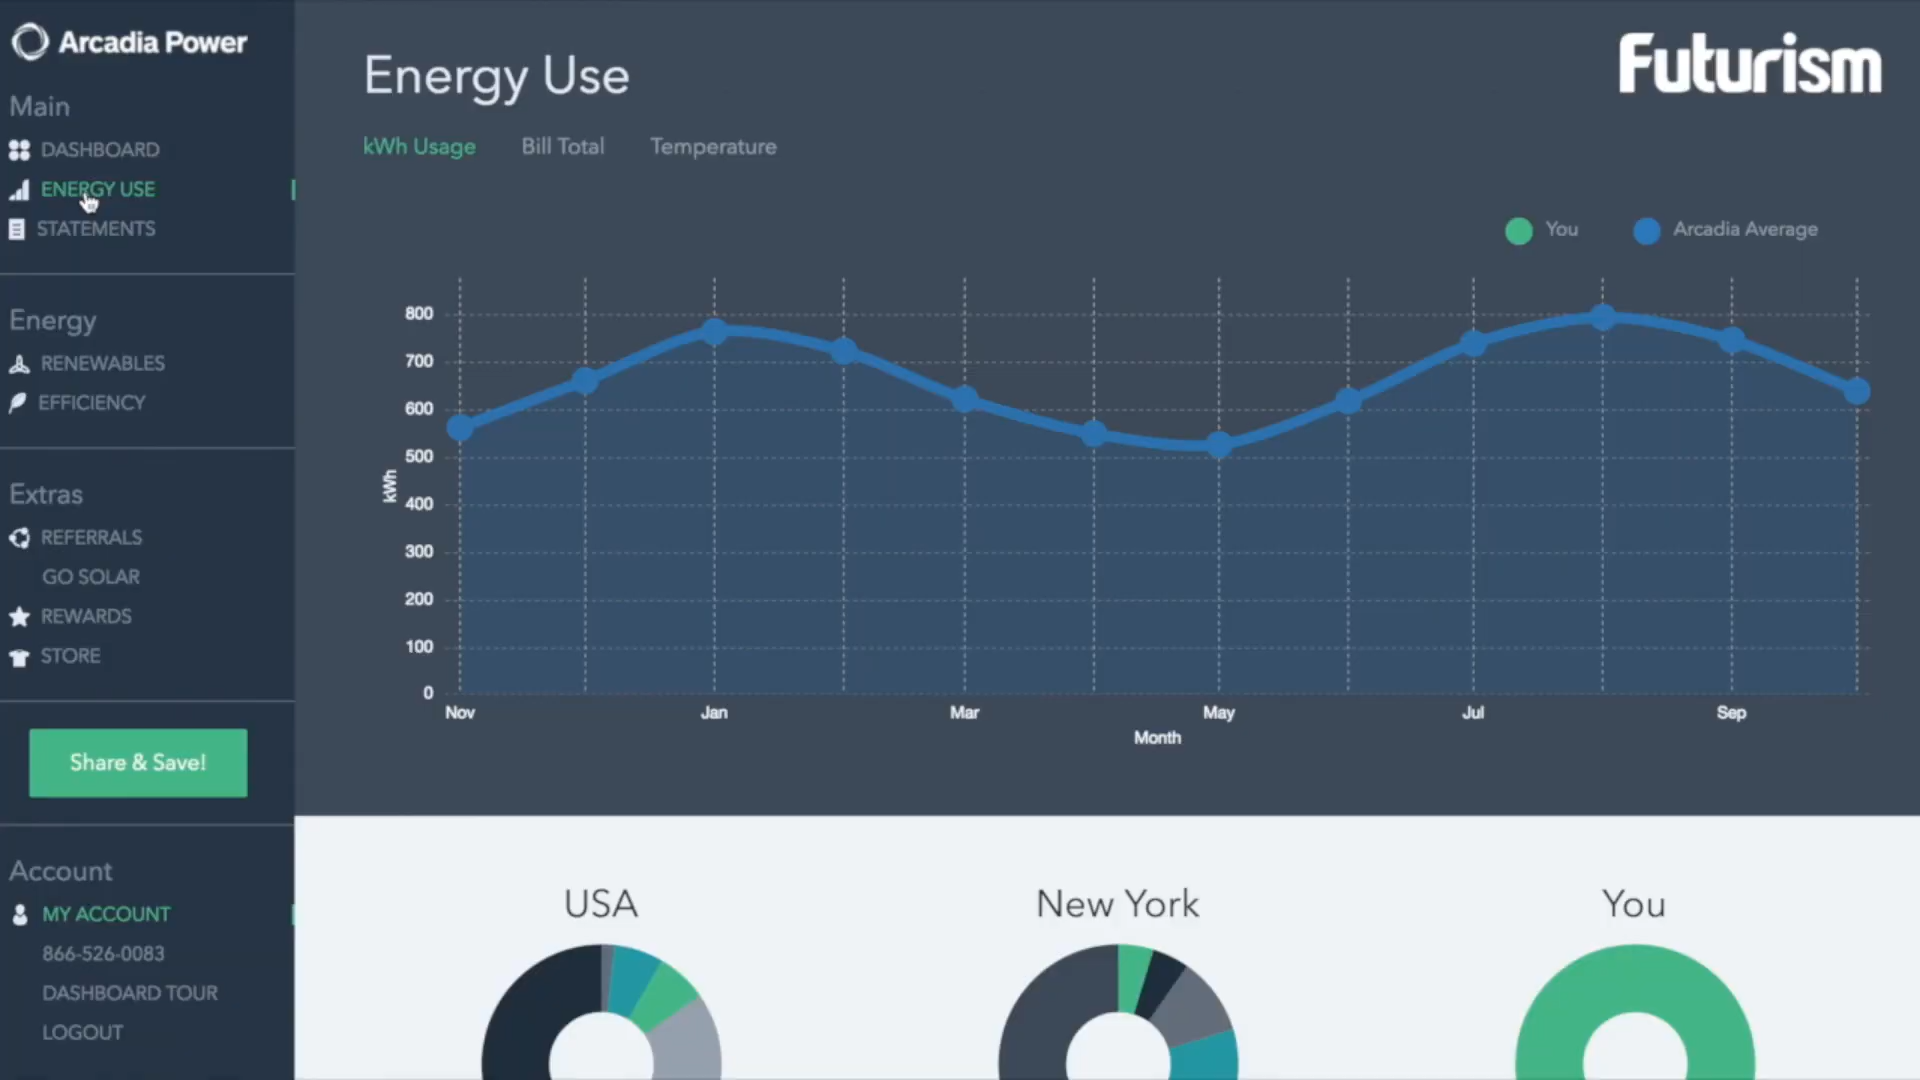 Arcadia Power
Main
DASHBOARD
ENERGY USE
STATEMENTS
Energy
RENEWABLES
EFFICIENCY
Extras
REFERRALS
GO SOLAR
REWARDS
STORE
Share & Save!
Account
MY ACCOUNT
866-526-0083
DASHBOARD TOUR
LOGOUT
Energy Use
Futurism
kWh Usage Bill Total Temperature
You Arcadia Average
800
700
600
500
400
300
200
100
0
kWh
Nov Jan Mar May Jul Sep
Month
USA New York You